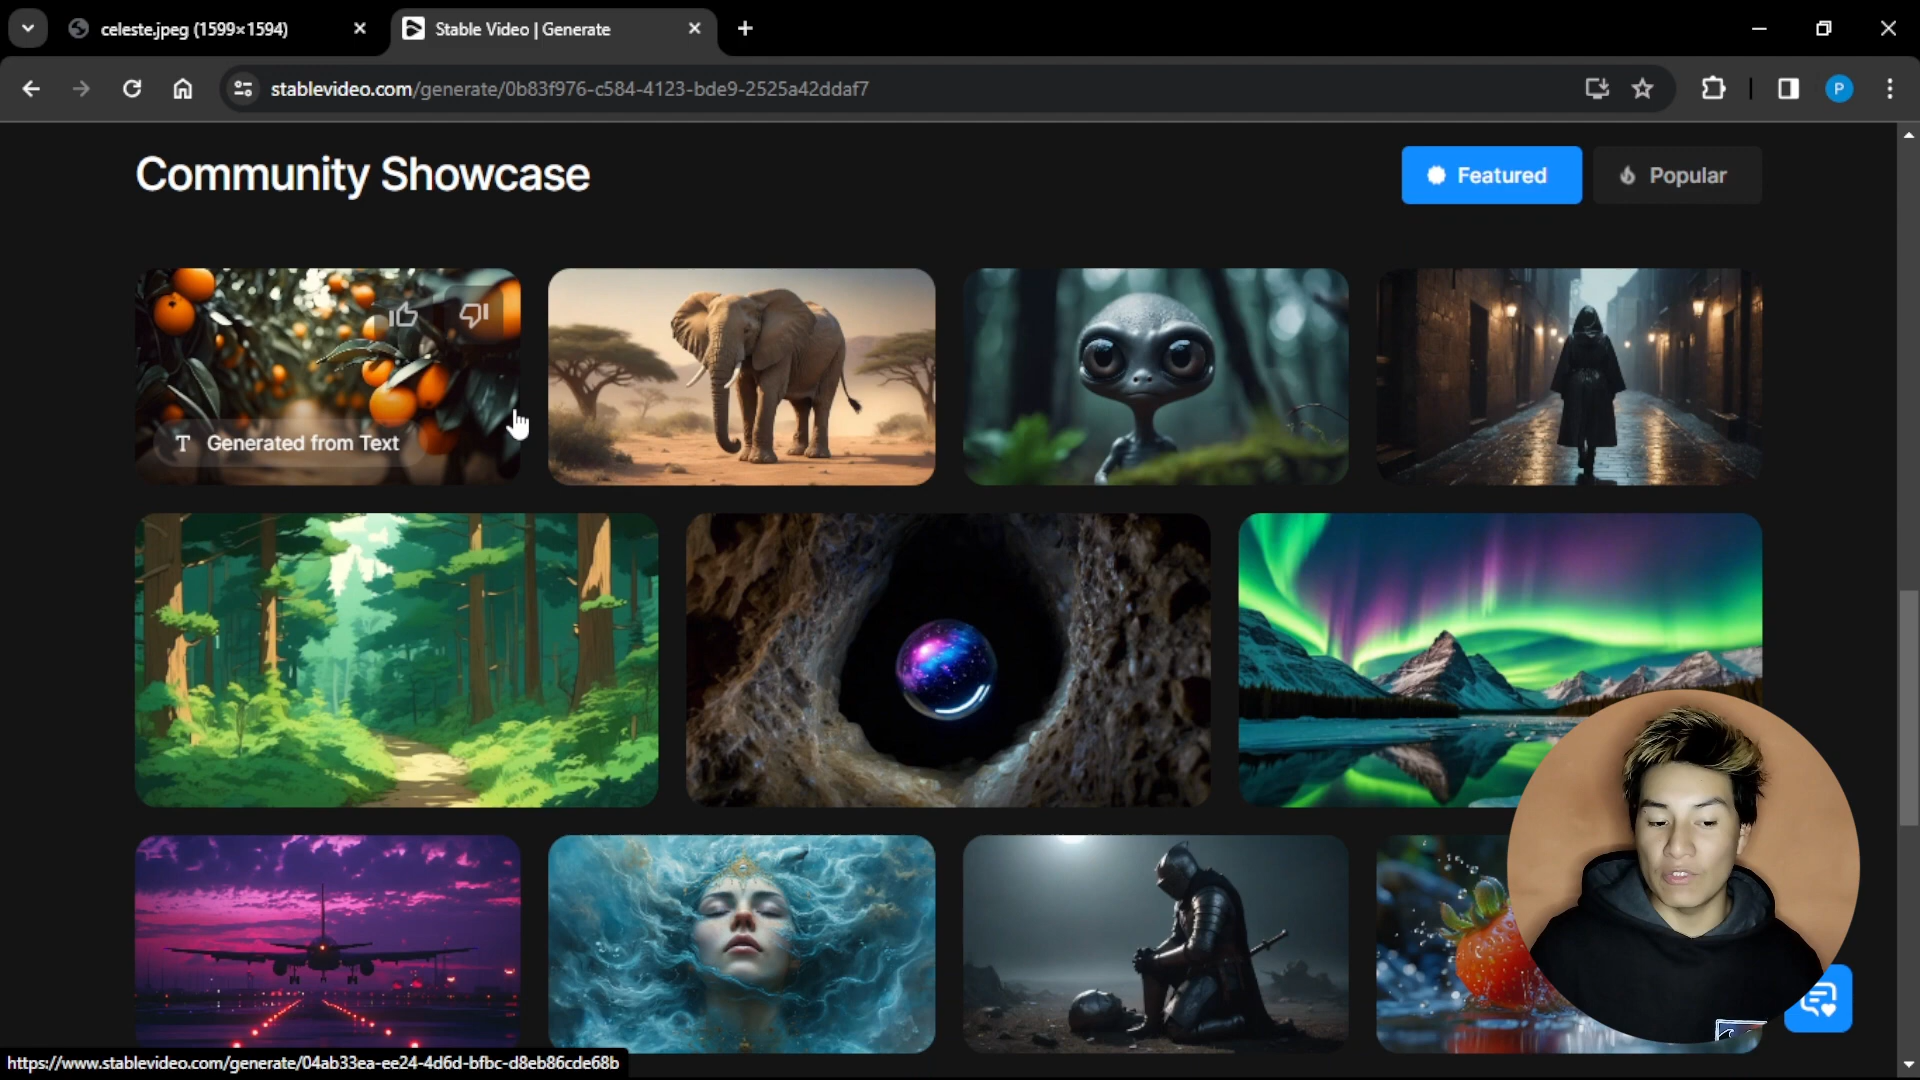 celeste.jpeg (1599×1594)
Stable Video | Generate
stablevideo.com/generate/0b83f976-c584-4123-bde9-2525a42ddaf7
P
Community Showcase
Featured
Popular
T Generated from Text
https://www.stablevideo.com/generate/04ab33ea-ee24-4d6d-bfbc-d8eb86cde68b